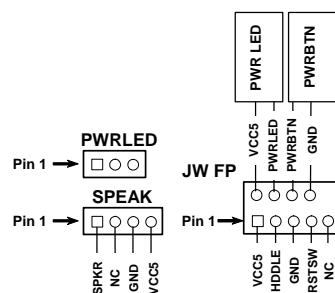 PWR LED
PWRBTN
VCC5
PWRLED
PWRBTN
GND
PWRLED
Pin 1
JW FP
SPEAK
Pin 1
Pin 1
SPKR
NC
GND
VCC5
VCC5
HDDLE
GND
RSTSW
NC